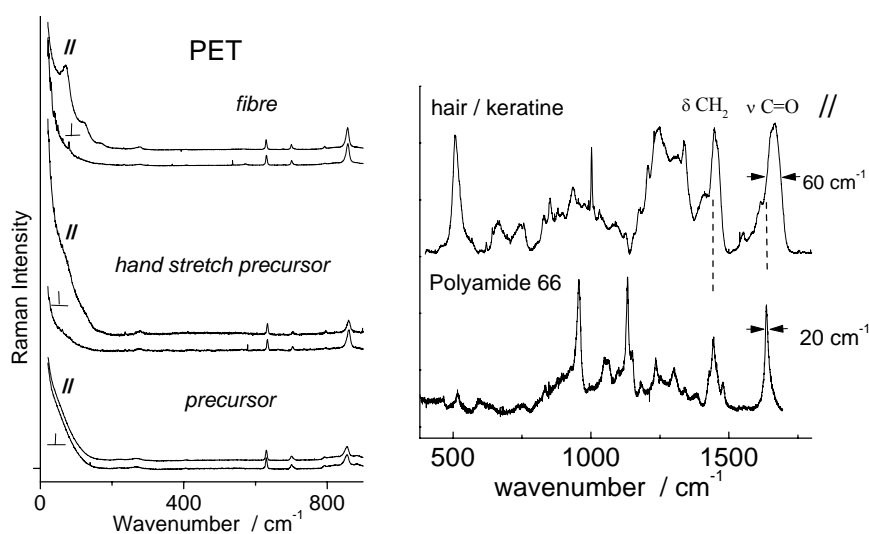 PET
//
fibre
⊥
//
hand stretch precursor
⊥
//
precursor
⊥
Raman Intensity
0 400 800
Wavenumber / cm-1
hair / keratine
δ CH2 ν C=O //
60 cm-1
Polyamide 66
20 cm-1
500 1000 1500
wavenumber / cm-1